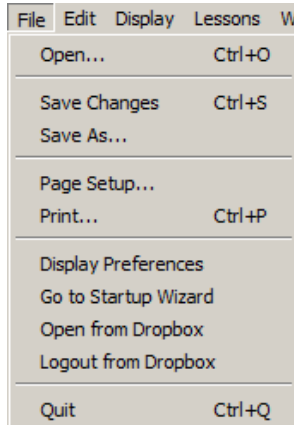 File Edit Display Lessons
Open... Ctrl+O
Save Changes Ctrl+S
Save As...
Page Setup...
Print... Ctrl+P
Display Preferences
Go to Startup Wizard
Open from Dropbox
Logout from Dropbox
Quit Ctrl+Q